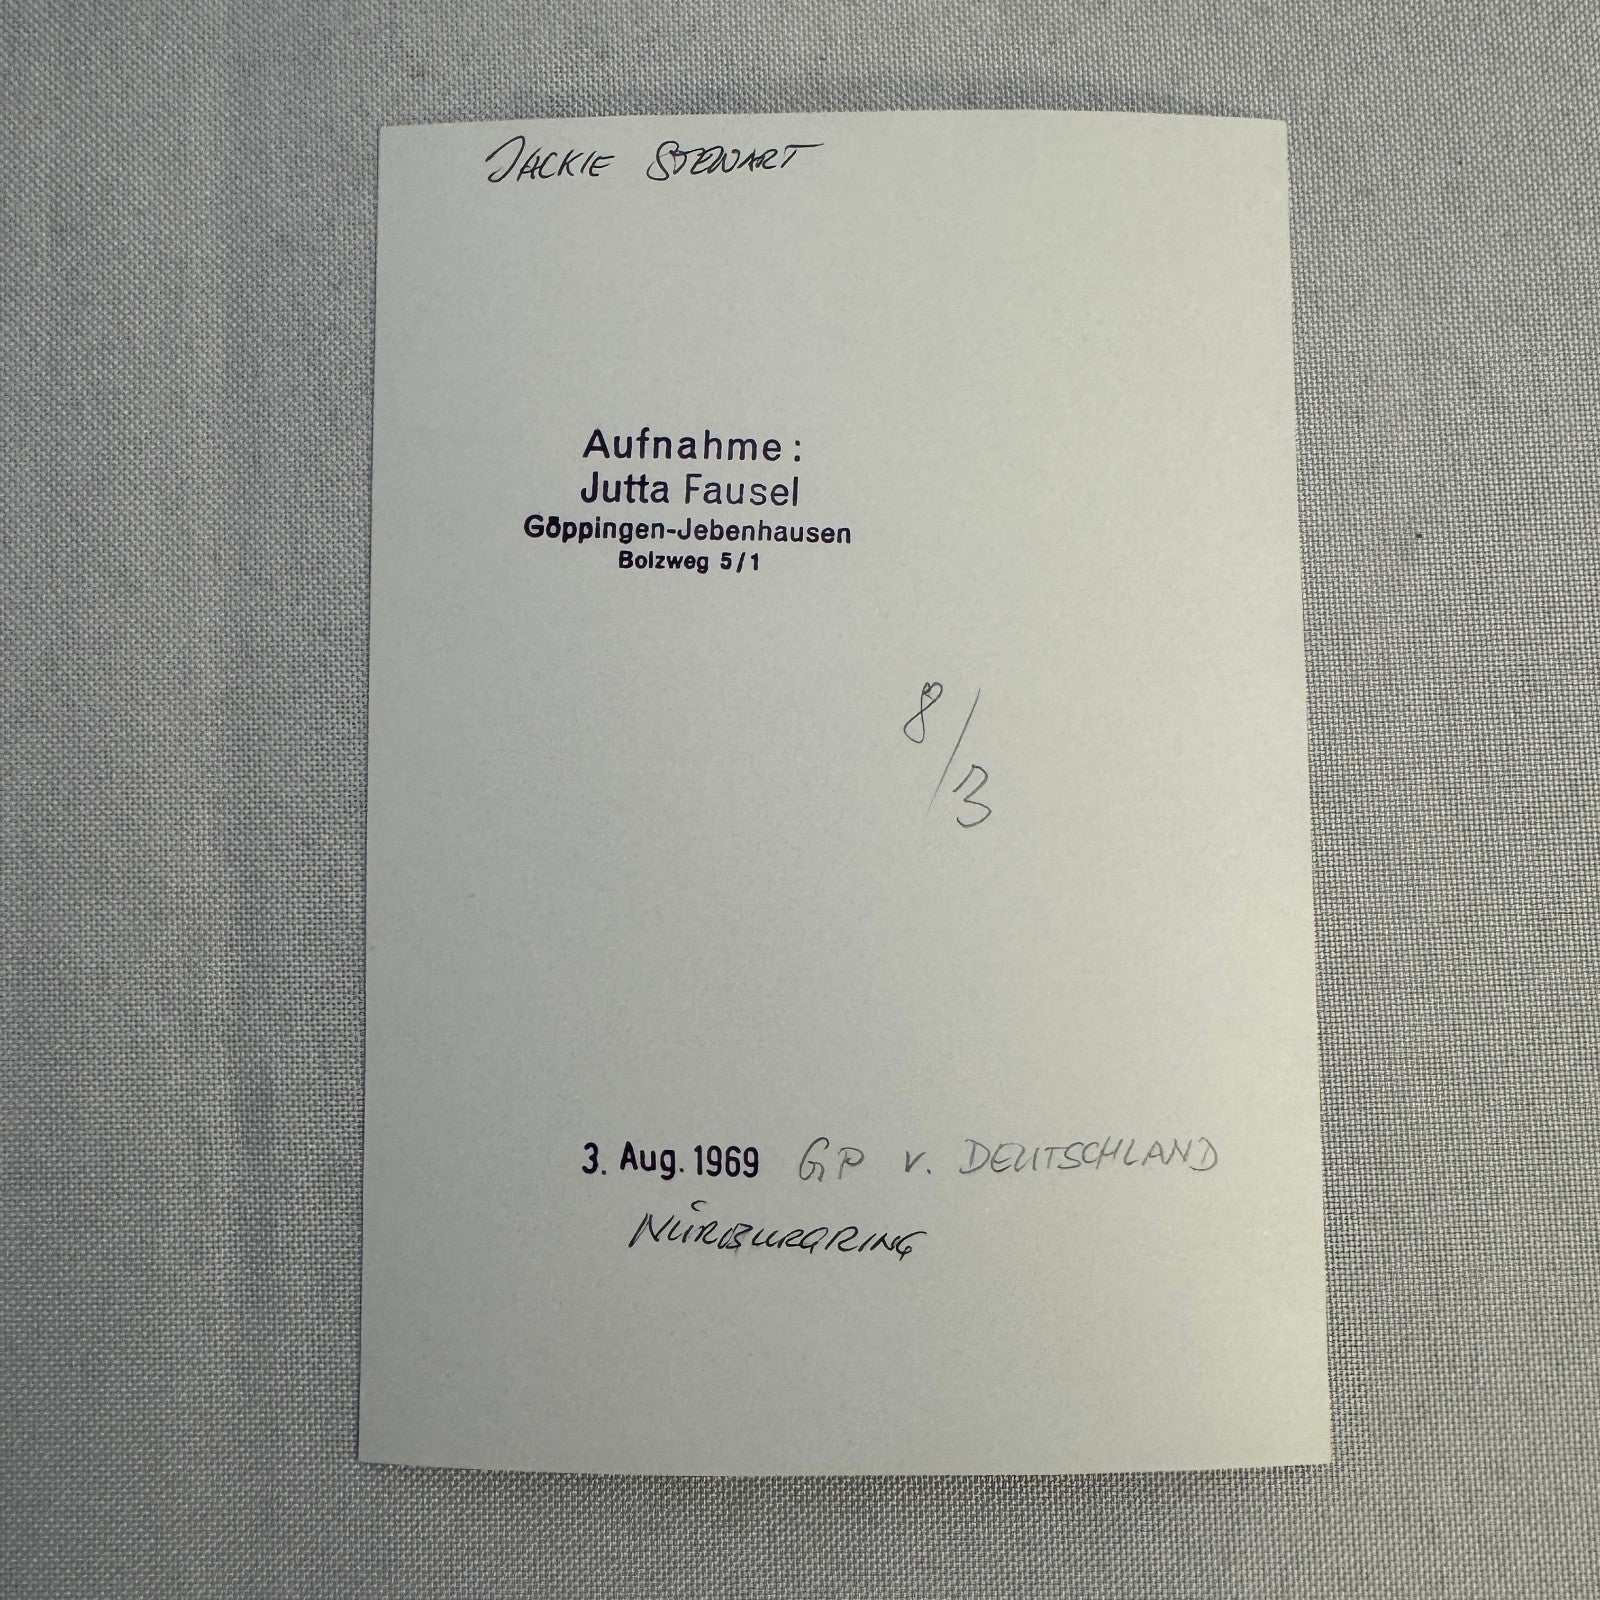 JACKIE STEWART
Aufnahme:
Jutta Fausel
Göppingen-Jebenhausen
Bolzweg 5/1
8/3
3. Aug. 1969 GP v. DEUTSCHLAND
NÜRBURGRING